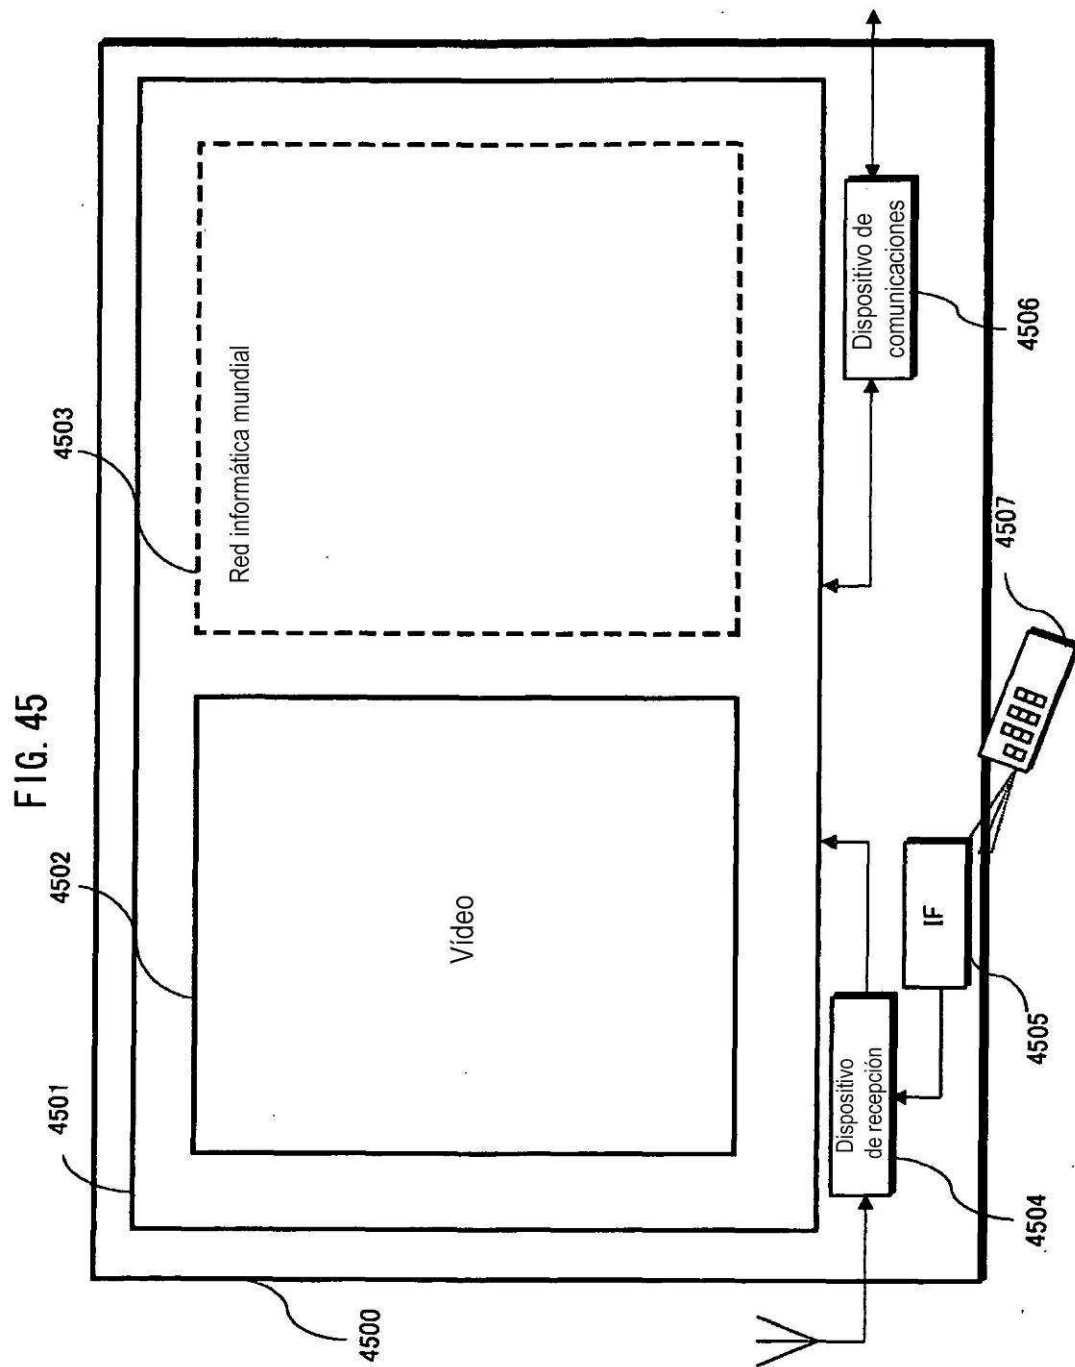 FIG. 45
4501
4502
4503
4500
Vídeo
Red informática mundial
Dispositivo
de recepción
IF
Dispositivo de
comunicaciones
4504
4505
4507
4506